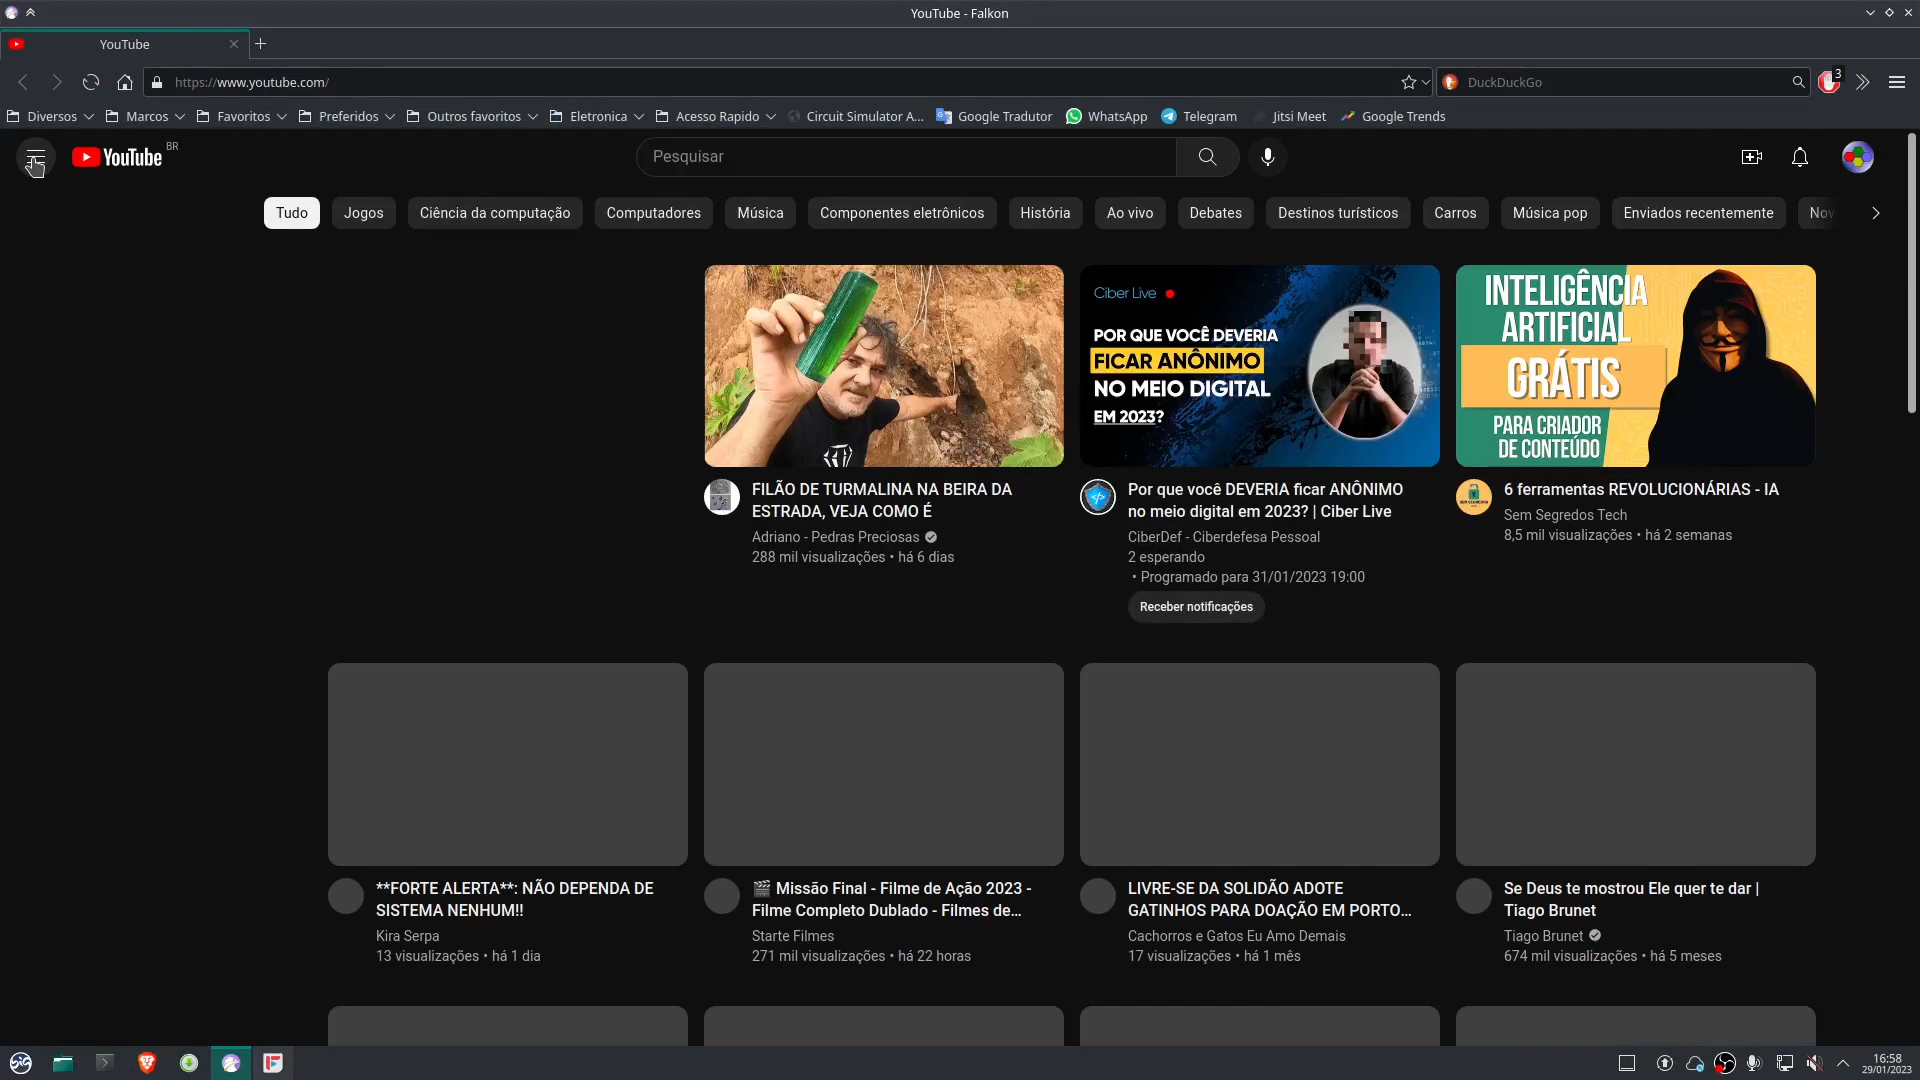 YouTube - Falkon
YouTube
https://www.youtube.com/
DuckDuckGo
3
Diversos
Marcos
Favoritos
Preferidos
Outros favoritos
Eletronica
Acesso Rapido
Circuit Simulator A...
Google Tradutor
WhatsApp
Telegram
Jitsi Meet
Google Trends
YouTube BR
Pesquisar
Tudo
Jogos
Ciência da computação
Computadores
Música
Componentes eletrônicos
História
Ao vivo
Debates
Destinos turísticos
Carros
Música pop
Enviados recentemente
Nov
Ciber Live
POR QUE VOCÊ DEVERIA
FICAR ANÔNIMO
NO MEIO DIGITAL
EM 2023?
INTELIGÊNCIA
ARTIFICIAL
GRÁTIS
PARA CRIADOR
DE CONTEÚDO
FILÃO DE TURMALINA NA BEIRA DA
ESTRADA, VEJA COMO É
Adriano - Pedras Preciosas
288 mil visualizações • há 6 dias
Por que você DEVERIA ficar ANÔNIMO
no meio digital em 2023? | Ciber Live
CiberDef - Ciberdefesa Pessoal
2 esperando
• Programado para 31/01/2023 19:00
Receber notificações
6 ferramentas REVOLUCIONÁRIAS - IA
Sem Segredos Tech
8,5 mil visualizações • há 2 semanas
**FORTE ALERTA**: NÃO DEPENDA DE
SISTEMA NENHUM!!
Kira Serpa
13 visualizações • há 1 dia
🎬 Missão Final - Filme de Ação 2023 -
Filme Completo Dublado - Filmes de...
Starte Filmes
271 mil visualizações • há 22 horas
LIVRE-SE DA SOLIDÃO ADOTE
GATINHOS PARA DOAÇÃO EM PORTO...
Cachorros e Gatos Eu Amo Demais
17 visualizações • há 1 mês
Se Deus te mostrou Ele quer te dar |
Tiago Brunet
Tiago Brunet
674 mil visualizações • há 5 meses
16:58
29/01/2023